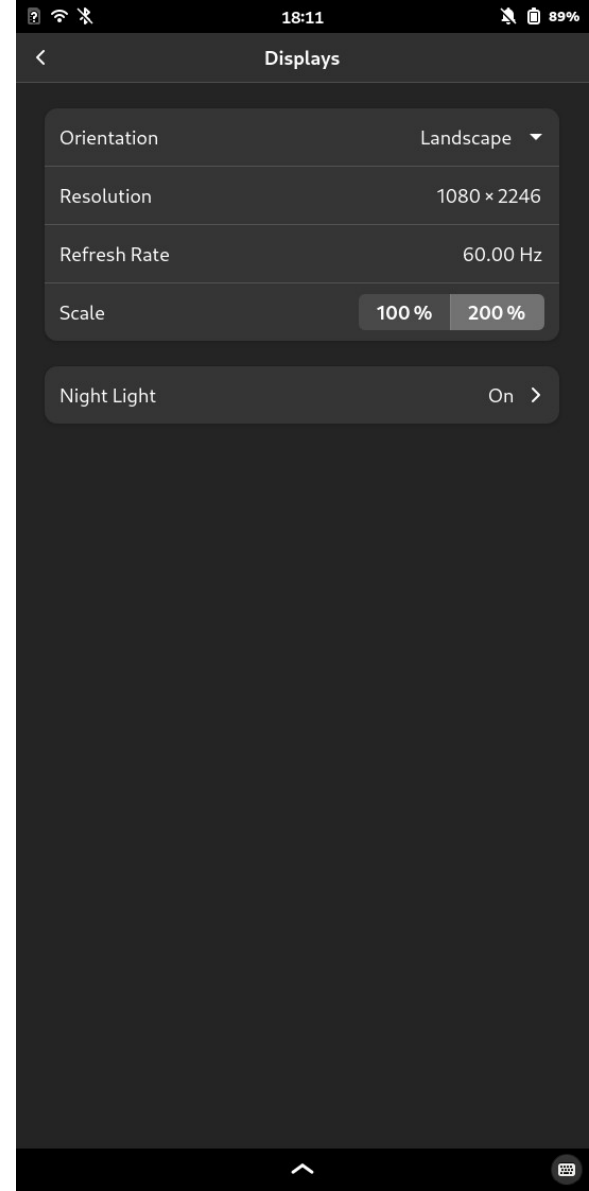 ? 18:11 89%
Displays
Orientation Landscape
Resolution 1080 × 2246
Refresh Rate 60.00 Hz
Scale 100 % 200 %
Night Light On